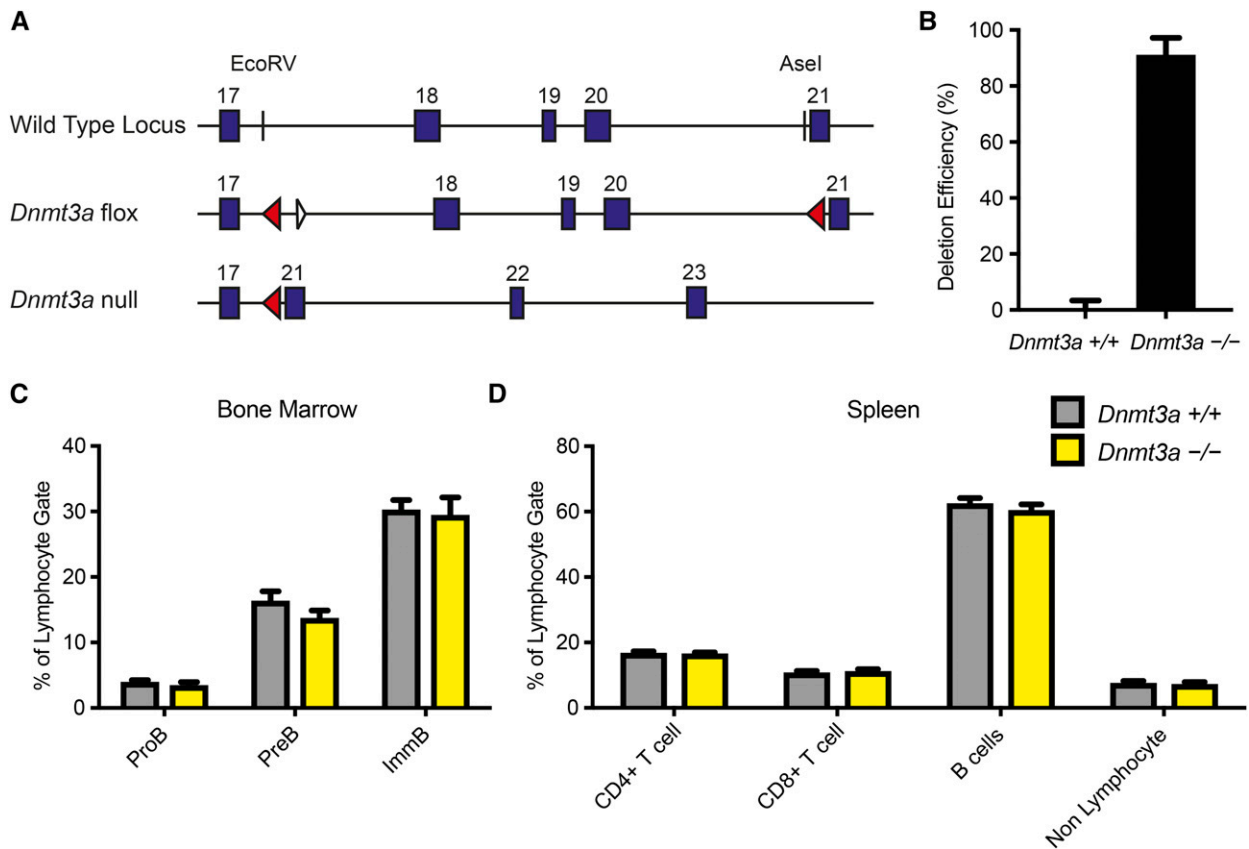 A
EcoRV
AseI
17 18 19 20 21
Wild Type Locus
17 18 19 20 21
Dnmt3a flox
17 21 22 23
Dnmt3a null
B
Deletion Efficiency (%)
100
80
60
40
20
0
Dnmt3a +/+ Dnmt3a −/−
C
Bone Marrow
% of Lymphocyte Gate
40
30
20
10
0
ProB
PreB
ImmB
D
Spleen
Dnmt3a +/+
Dnmt3a −/−
% of Lymphocyte Gate
80
60
40
20
0
CD4+ T cell
CD8+ T cell
B cells
Non Lymphocyte